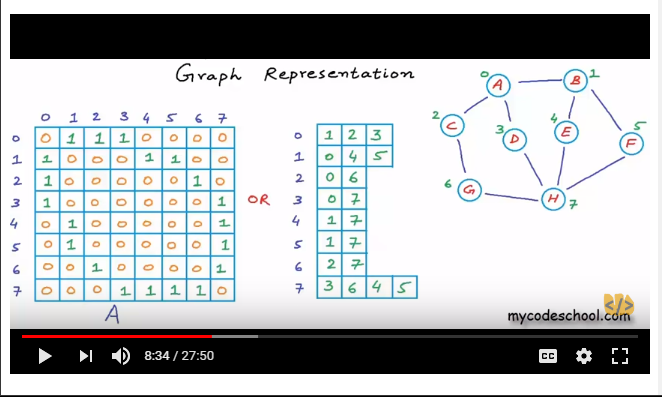 Graph Representation
0 1 2 3 4 5 6 7
0 0 1 1 1 0 0 0 0
1 1 0 0 0 1 1 0 0
2 1 0 0 0 0 0 1 0
3 1 0 0 0 0 0 0 1
4 0 1 0 0 0 0 0 1
5 0 1 0 0 0 0 0 1
6 0 0 1 0 0 0 0 1
7 0 0 0 1 1 1 1 0
A
OR
0 1 2 3
1 0 4 5
2 0 6
3 0 7
4 1 7
5 1 7
6 2 7
7 3 6 4 5
0 A
B 1
2 C
3 D
4 E
5 F
6 G
H 7
</>
mycodeschool.com
8:34 / 27:50
CC